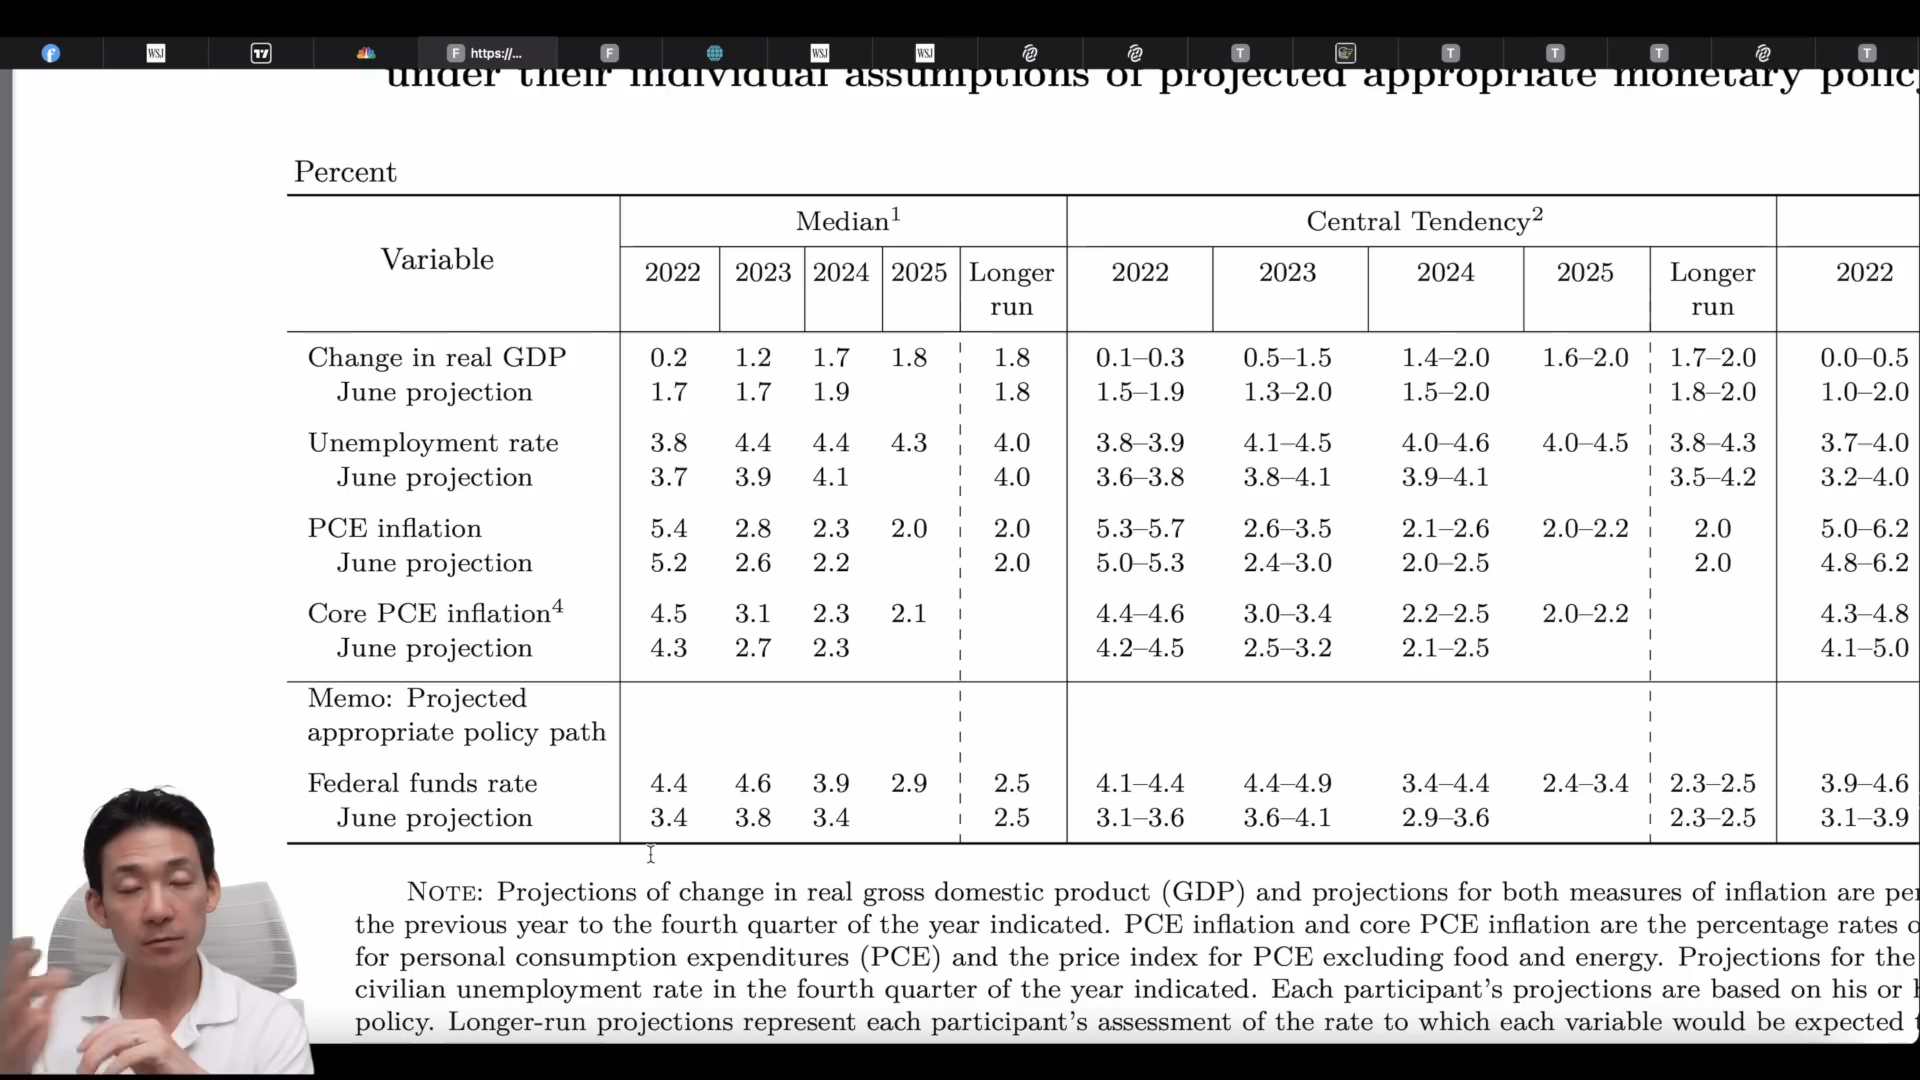 WSJ
F https://...
F
WSJ
WSJ
T
T
T
T
T
under their individual assumptions of projected appropriate monetary
Percent
Variable Median1 Central Tendency2
2022 2023 2024 2025 Longer run 2022 2023 2024 2025 Longer run 2022
Change in real GDP 0.2 1.2 1.7 1.8 1.8 0.1–0.3 0.5–1.5 1.4–2.0 1.6–2.0 1.7–2.0 0.0–0.5
June projection 1.7 1.7 1.9 1.8 1.5–1.9 1.3–2.0 1.5–2.0 1.8–2.0 1.0–2.0
Unemployment rate 3.8 4.4 4.4 4.3 4.0 3.8–3.9 4.1–4.5 4.0–4.6 4.0–4.5 3.8–4.3 3.7–4.0
June projection 3.7 3.9 4.1 4.0 3.6–3.8 3.8–4.1 3.9–4.1 3.5–4.2 3.2–4.0
PCE inflation 5.4 2.8 2.3 2.0 2.0 5.3–5.7 2.6–3.5 2.1–2.6 2.0–2.2 2.0 5.0–6.2
June projection 5.2 2.6 2.2 2.0 5.0–5.3 2.4–3.0 2.0–2.5 2.0 4.8–6.2
Core PCE inflation4 4.5 3.1 2.3 2.1 4.4–4.6 3.0–3.4 2.2–2.5 2.0–2.2 4.3–4.8
June projection 4.3 2.7 2.3 4.2–4.5 2.5–3.2 2.1–2.5 4.1–5.0
Memo: Projected
appropriate policy path
Federal funds rate 4.4 4.6 3.9 2.9 2.5 4.1–4.4 4.4–4.9 3.4–4.4 2.4–3.4 2.3–2.5 3.9–4.6
June projection 3.4 3.8 3.4 2.5 3.1–3.6 3.6–4.1 2.9–3.6 2.3–2.5 3.1–3.9
NOTE: Projections of change in real gross domestic product (GDP) and projections for both measures of inflation are
the previous year to the fourth quarter of the year indicated. PCE inflation and core PCE inflation are the percentage rates
for personal consumption expenditures (PCE) and the price index for PCE excluding food and energy. Projections for the
civilian unemployment rate in the fourth quarter of the year indicated. Each participant's projections are based on his or
policy. Longer-run projections represent each participant's assessment of the rate to which each variable would be expected